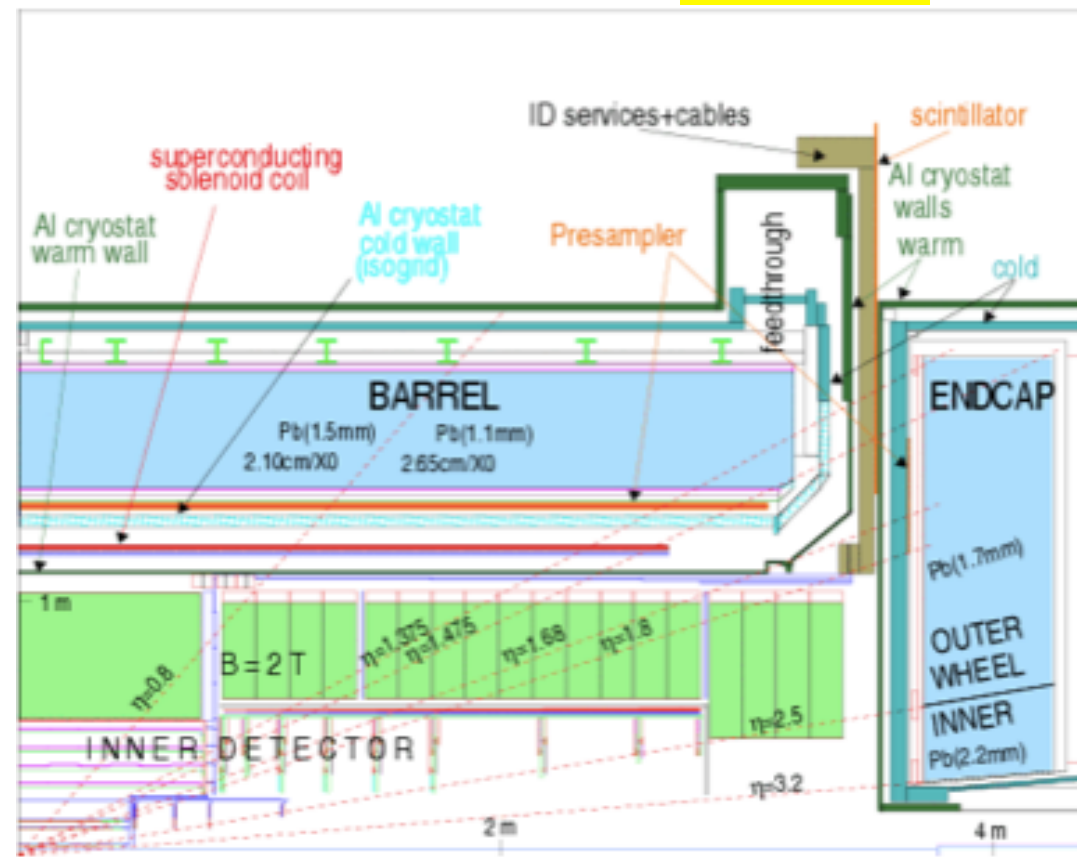 ID services+cables
scintillator
superconducting
solenoid coil
Al cryostat
walls
warm
cold
Al cryostat
warm wall
Al cryostat
cold wall
(isogrid)
Presampler
feedthrough
BARREL
Pb(1.5mm)
Pb(1.1mm)
2.10cm/X0
2.65cm/X0
ENDCAP
Pb(1.7mm)
OUTER
WHEEL
INNER
Pb(2.2mm)
1 m
B = 2 T
η=0.8
η=1.375
η=1.475
η=1.68
η=1.8
η=2.5
η=3.2
INNER DETECTOR
2 m
4 m